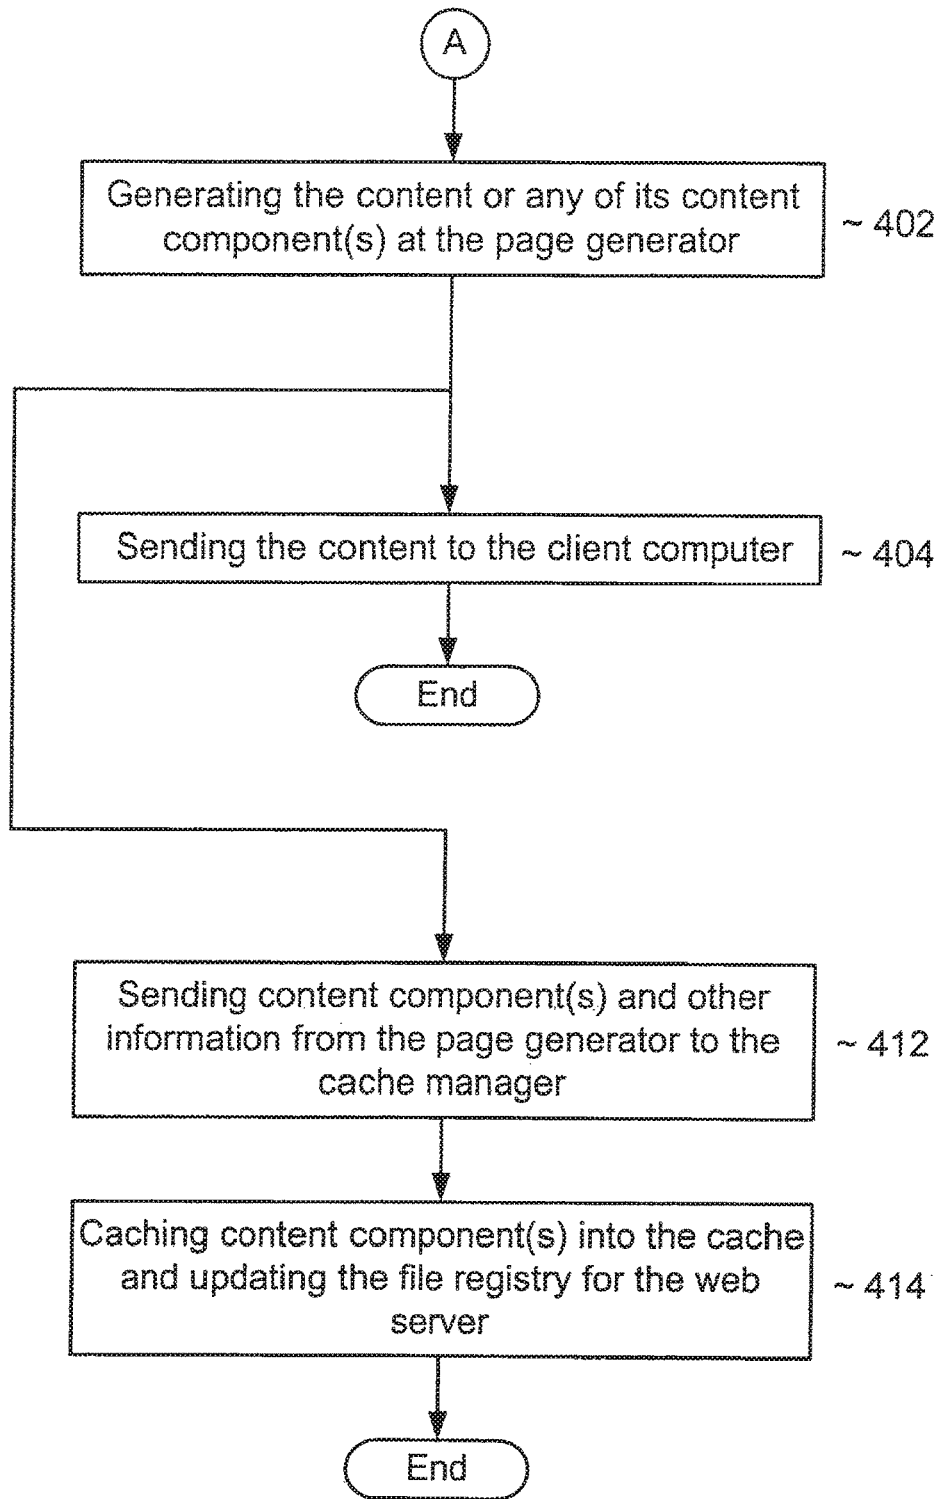 A
Generating the content or any of its content
component(s) at the page generator
~ 402
Sending the content to the client computer
~ 404
End
Sending content component(s) and other
information from the page generator to the
cache manager
~ 412
Caching content component(s) into the cache
and updating the file registry for the web
server
~ 414
End